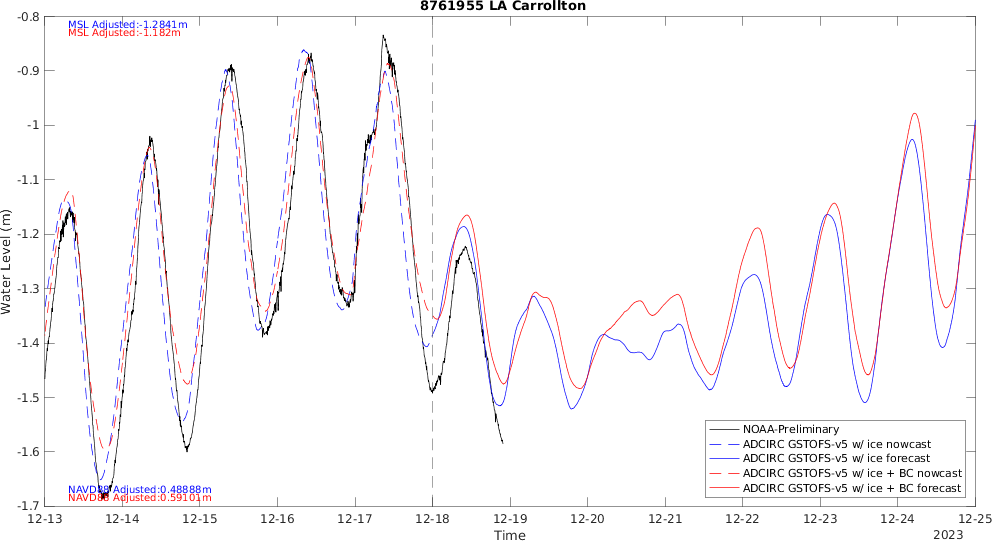 8761955 LA Carrollton
-0.8
MSL Adjusted:-1.2841m
MSL Adjusted:-1.182m
-0.9
-1
-1.1
-1.2
Water Level (m)
-1.3
-1.4
-1.5
-1.6
-1.7
NOAA-Preliminary
ADCIRC GSTOFS-v5 w/ ice nowcast
ADCIRC GSTOFS-v5 w/ ice forecast
ADCIRC GSTOFS-v5 w/ ice + BC nowcast
ADCIRC GSTOFS-v5 w/ ice + BC forecast
NAVD88 Adjusted:0.48888m
NAVD88 Adjusted:0.59101m
12-13 12-14 12-15 12-16 12-17 12-18 12-19 12-20 12-21 12-22 12-23 12-24 12-25
Time
2023